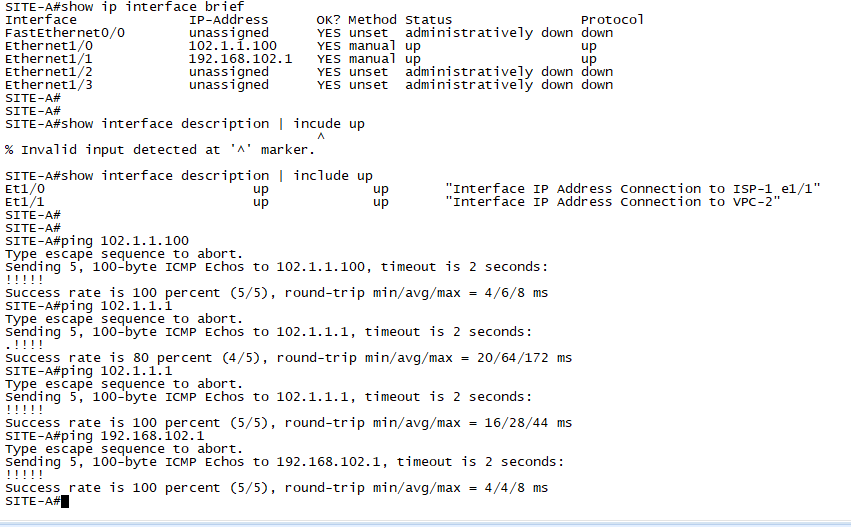 SITE-A#show ip interface brief
Interface                  IP-Address      OK? Method Status                Protocol
FastEthernet0/0            unassigned      YES unset  administratively down down
Ethernet1/0                102.1.1.100     YES manual up                    up
Ethernet1/1                192.168.102.1   YES manual up                    up
Ethernet1/2                unassigned      YES unset  administratively down down
Ethernet1/3                unassigned      YES unset  administratively down down
SITE-A#
SITE-A#
SITE-A#show interface description | incude up
                                       ^
% Invalid input detected at '^' marker.
SITE-A#show interface description | include up
Et1/0                          up             up       "Interface IP Address Connection to ISP-1 e1/1"
Et1/1                          up             up       "Interface IP Address Connection to VPC-2"
SITE-A#
SITE-A#
SITE-A#ping 102.1.1.100
Type escape sequence to abort.
Sending 5, 100-byte ICMP Echos to 102.1.1.100, timeout is 2 seconds:
!!!!!
Success rate is 100 percent (5/5), round-trip min/avg/max = 4/6/8 ms
SITE-A#ping 102.1.1.1
Type escape sequence to abort.
Sending 5, 100-byte ICMP Echos to 102.1.1.1, timeout is 2 seconds:
.!!!!
Success rate is 80 percent (4/5), round-trip min/avg/max = 20/64/172 ms
SITE-A#ping 102.1.1.1
Type escape sequence to abort.
Sending 5, 100-byte ICMP Echos to 102.1.1.1, timeout is 2 seconds:
!!!!!
Success rate is 100 percent (5/5), round-trip min/avg/max = 16/28/44 ms
SITE-A#ping 192.168.102.1
Type escape sequence to abort.
Sending 5, 100-byte ICMP Echos to 192.168.102.1, timeout is 2 seconds:
!!!!!
Success rate is 100 percent (5/5), round-trip min/avg/max = 4/4/8 ms
SITE-A#